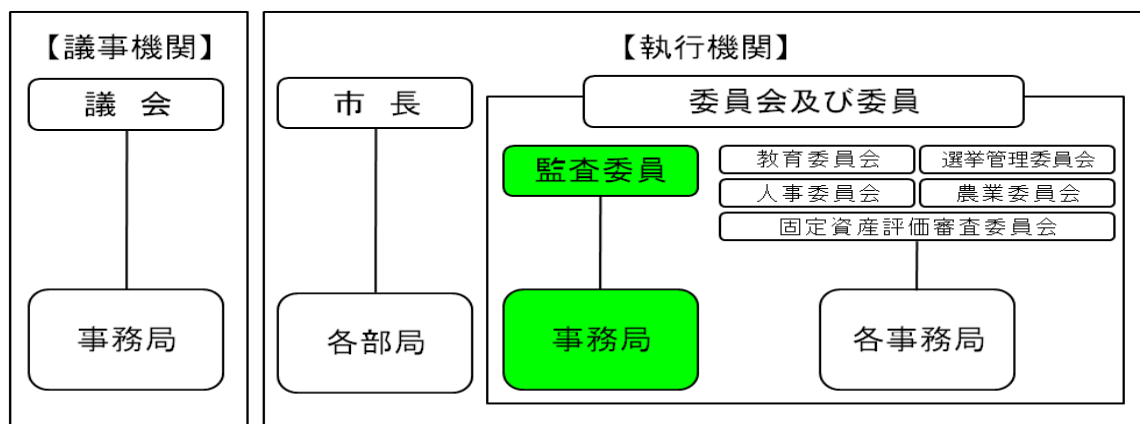 【議事機関】
議会
事務局
【執行機関】
市長
各部局
委員会及び委員
監査委員
事務局
教育委員会
選挙管理委員会
人事委員会
農業委員会
固定資産評価審査委員会
各事務局